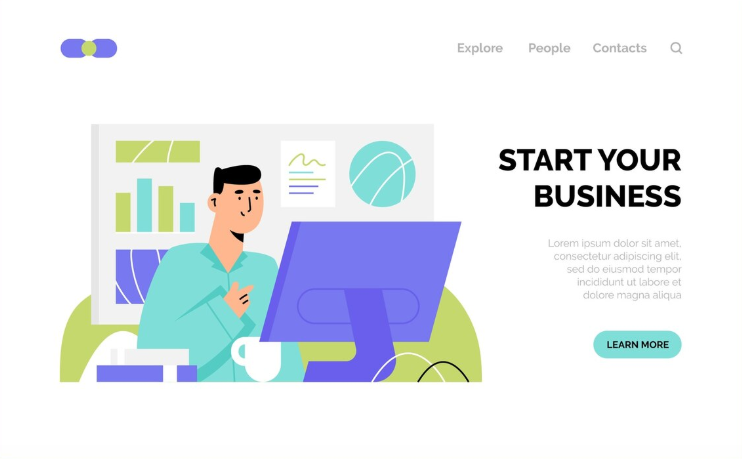 Explore People Contacts
START YOUR
BUSINESS
Lorem ipsum dolor sit amet,
consectetur adipiscing elit,
sed do eiusmod tempor
incididunt ut labore et
dolore magna aliqua
LEARN MORE